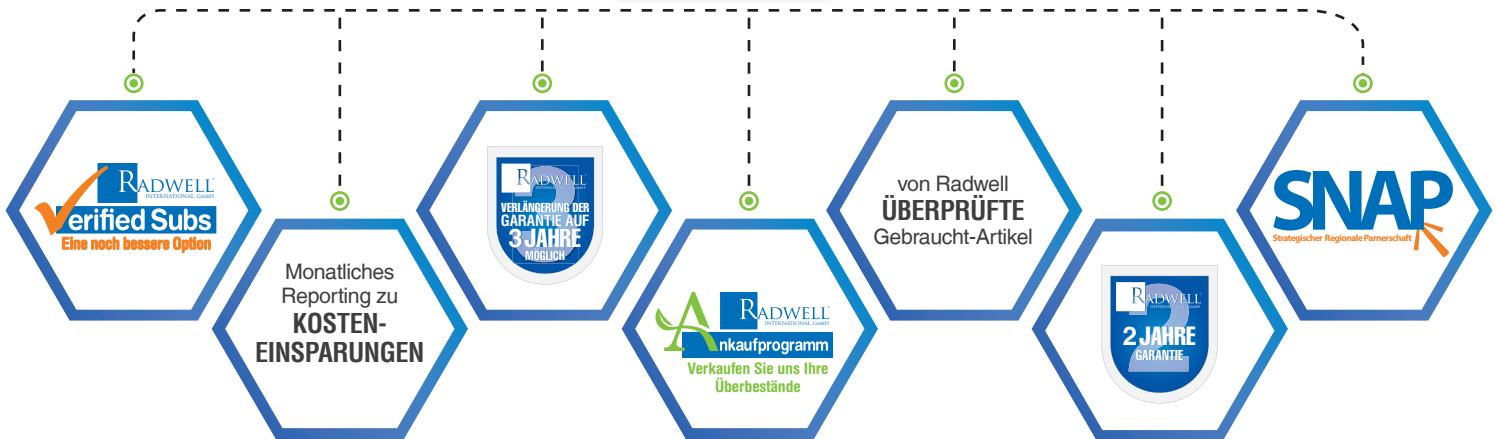 RADWELL
INTERNATIONAL GmbH
Verified Subs
Eine noch bessere Option
Monatliches
Reporting zu
KOSTEN-
EINSPARUNGEN
RADWELL
INTERNATIONAL GmbH
VERLÄNGERUNG DER
GARANTIE AUF
3 JAHRE
MÖGLICH
RADWELL
INTERNATIONAL GmbH
Ankaufprogramm
Verkaufen Sie uns Ihre
Überbestände
von Radwell
ÜBERPRÜFTE
Gebraucht-Artikel
RADWELL
INTERNATIONAL GmbH
2 JAHRE
GARANTIE
SNAP
Strategischer Regionale Parnerschaft